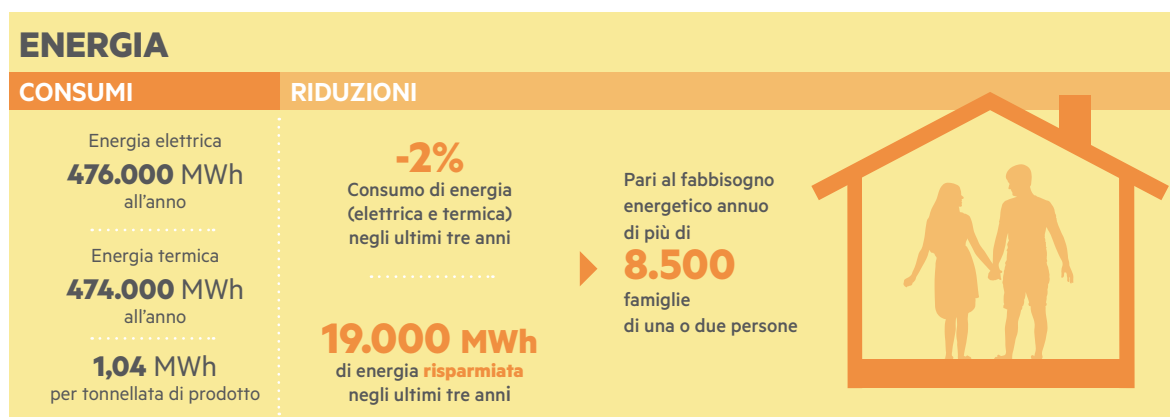 ENERGIA
CONSUMI
Energia elettrica
476.000 MWh
all'anno
Energia termica
474.000 MWh
all'anno
1,04 MWh
per tonnellata di prodotto
RIDUZIONI
-2%
Consumo di energia
(elettrica e termica)
negli ultimi tre anni
19.000 MWh
di energia risparmiata
negli ultimi tre anni
Pari al fabbisogno
energetico annuo
di più di
8.500
famiglie
di una o due persone